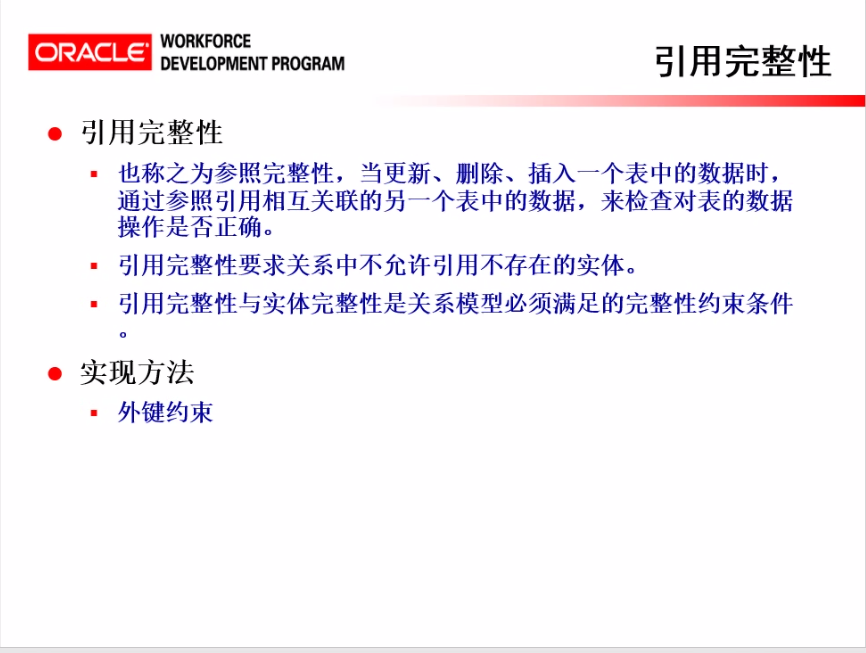 ORACLE WORKFORCE
DEVELOPMENT PROGRAM
引用完整性
引用完整性
也称之为参照完整性，当更新、删除、插入一个表中的数据时，
通过参照引用相互关联的另一个表中的数据，来检查对表的数据
操作是否正确。
引用完整性要求关系中不允许引用不存在的实体。
引用完整性与实体完整性是关系模型必须满足的完整性约束条件
。
实现方法
外键约束